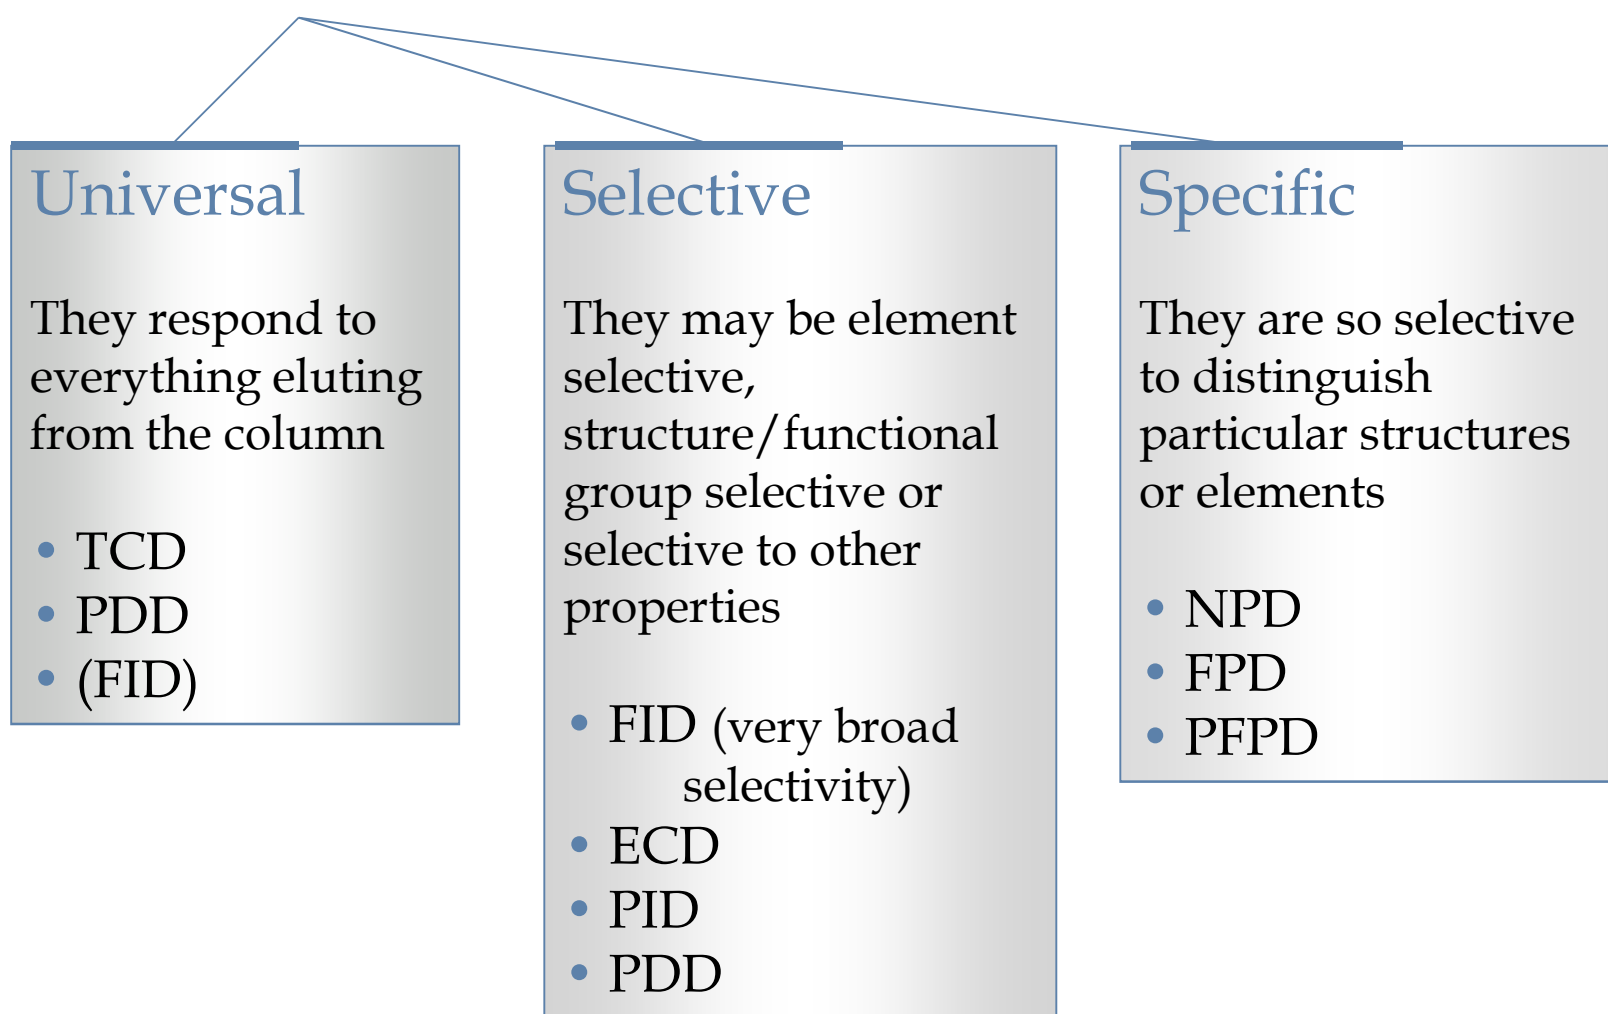 Universal
They respond to
everything eluting
from the column
• TCD
• PDD
• (FID)
Selective
They may be element
selective,
structure/functional
group selective or
selective to other
properties
• FID (very broad
selectivity)
• ECD
• PID
• PDD
Specific
They are so selective
to distinguish
particular structures
or elements
• NPD
• FPD
• PFPD